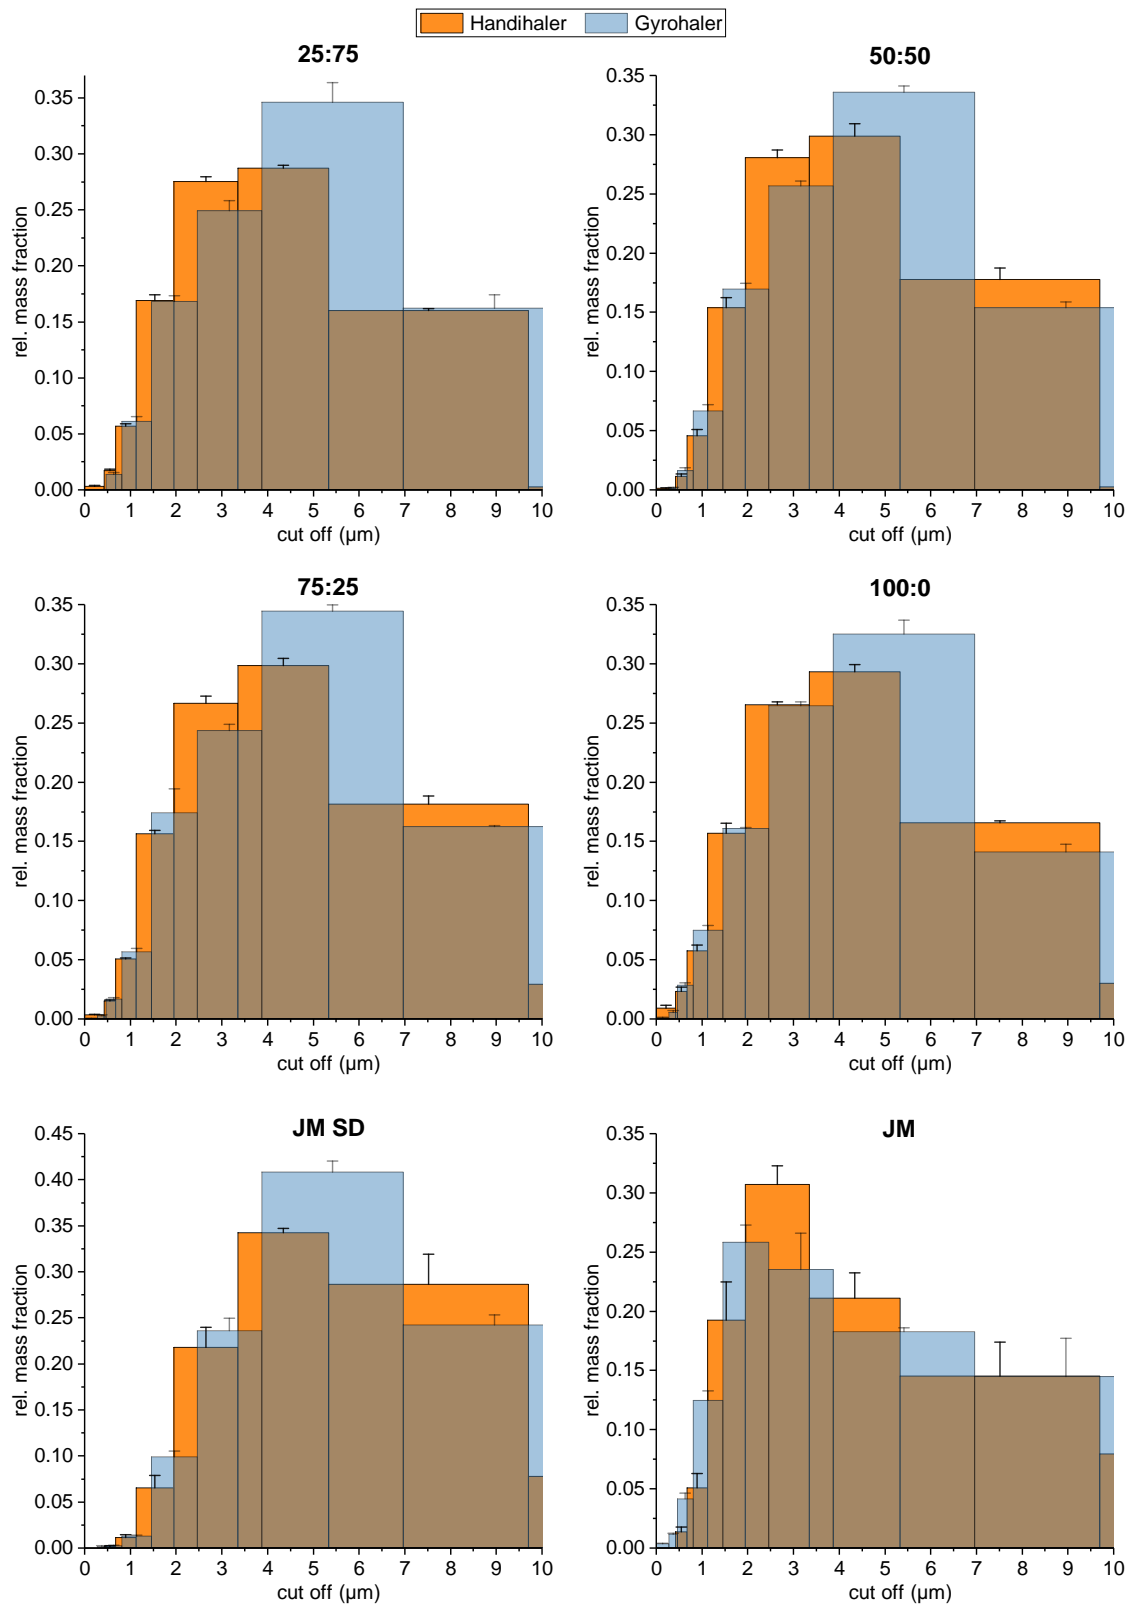 Handihaler Gyrohaler
25:75
rel. mass fraction
0.35
0.30
0.25
0.20
0.15
0.10
0.05
0.00
0 1 2 3 4 5 6 7 8 9 10
cut off (µm)
50:50
rel. mass fraction
0.35
0.30
0.25
0.20
0.15
0.10
0.05
0.00
0 1 2 3 4 5 6 7 8 9 10
cut off (µm)
75:25
rel. mass fraction
0.35
0.30
0.25
0.20
0.15
0.10
0.05
0.00
0 1 2 3 4 5 6 7 8 9 10
cut off (µm)
100:0
rel. mass fraction
0.35
0.30
0.25
0.20
0.15
0.10
0.05
0.00
0 1 2 3 4 5 6 7 8 9 10
cut off (µm)
JM SD
rel. mass fraction
0.45
0.40
0.35
0.30
0.25
0.20
0.15
0.10
0.05
0.00
0 1 2 3 4 5 6 7 8 9 10
cut off (µm)
JM
rel. mass fraction
0.35
0.30
0.25
0.20
0.15
0.10
0.05
0.00
0 1 2 3 4 5 6 7 8 9 10
cut off (µm)